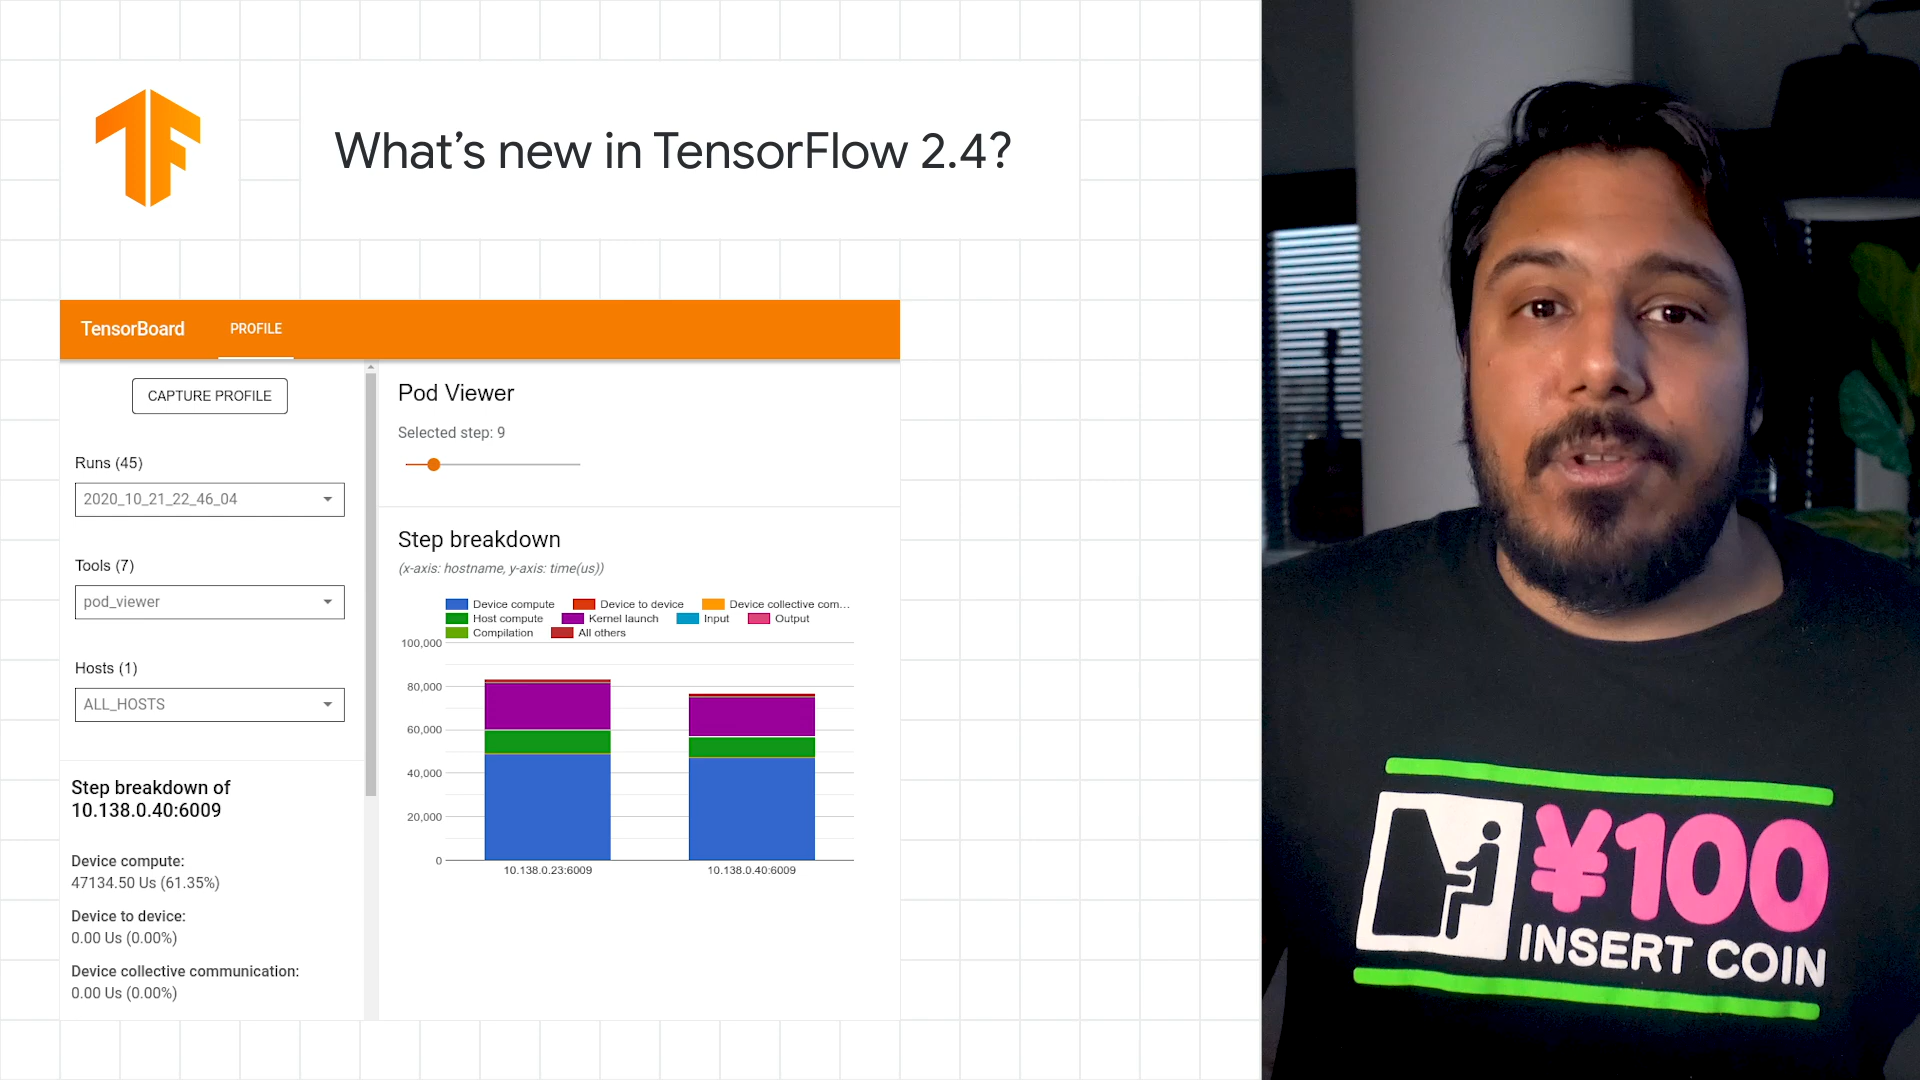 What's new in TensorFlow 2.4?
TensorBoard
PROFILE
CAPTURE PROFILE
Runs (45)
2020_10_21_22_46_04
Tools (7)
pod_viewer
Hosts (1)
ALL_HOSTS
Step breakdown of
10.138.0.40:6009
Device compute:
47134.50 Us (61.35%)
Device to device:
0.00 Us (0.00%)
Device collective communication:
0.00 Us (0.00%)
Pod Viewer
Selected step: 9
Step breakdown
(x-axis: hostname, y-axis: time(us))
Device compute Device to device Device collective com...
Host compute Kernel launch Input Output
Compilation All others
100,000
80,000
60,000
40,000
20,000
0
10.138.0.23:6009 10.138.0.40:6009
¥100
INSERT COIN